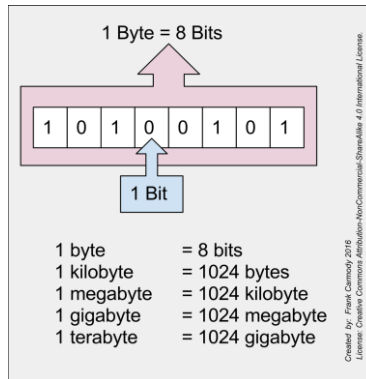 1 Byte = 8 Bits
1 0 1 0 0 1 0 1
1 Bit
1 byte = 8 bits
1 kilobyte = 1024 bytes
1 megabyte = 1024 kilobyte
1 gigabyte = 1024 megabyte
1 terabyte = 1024 gigabyte
Created by: Frank Carmody 2016
License: Creative Commons Attribution-NonCommercial-ShareAlike 4.0 International License.